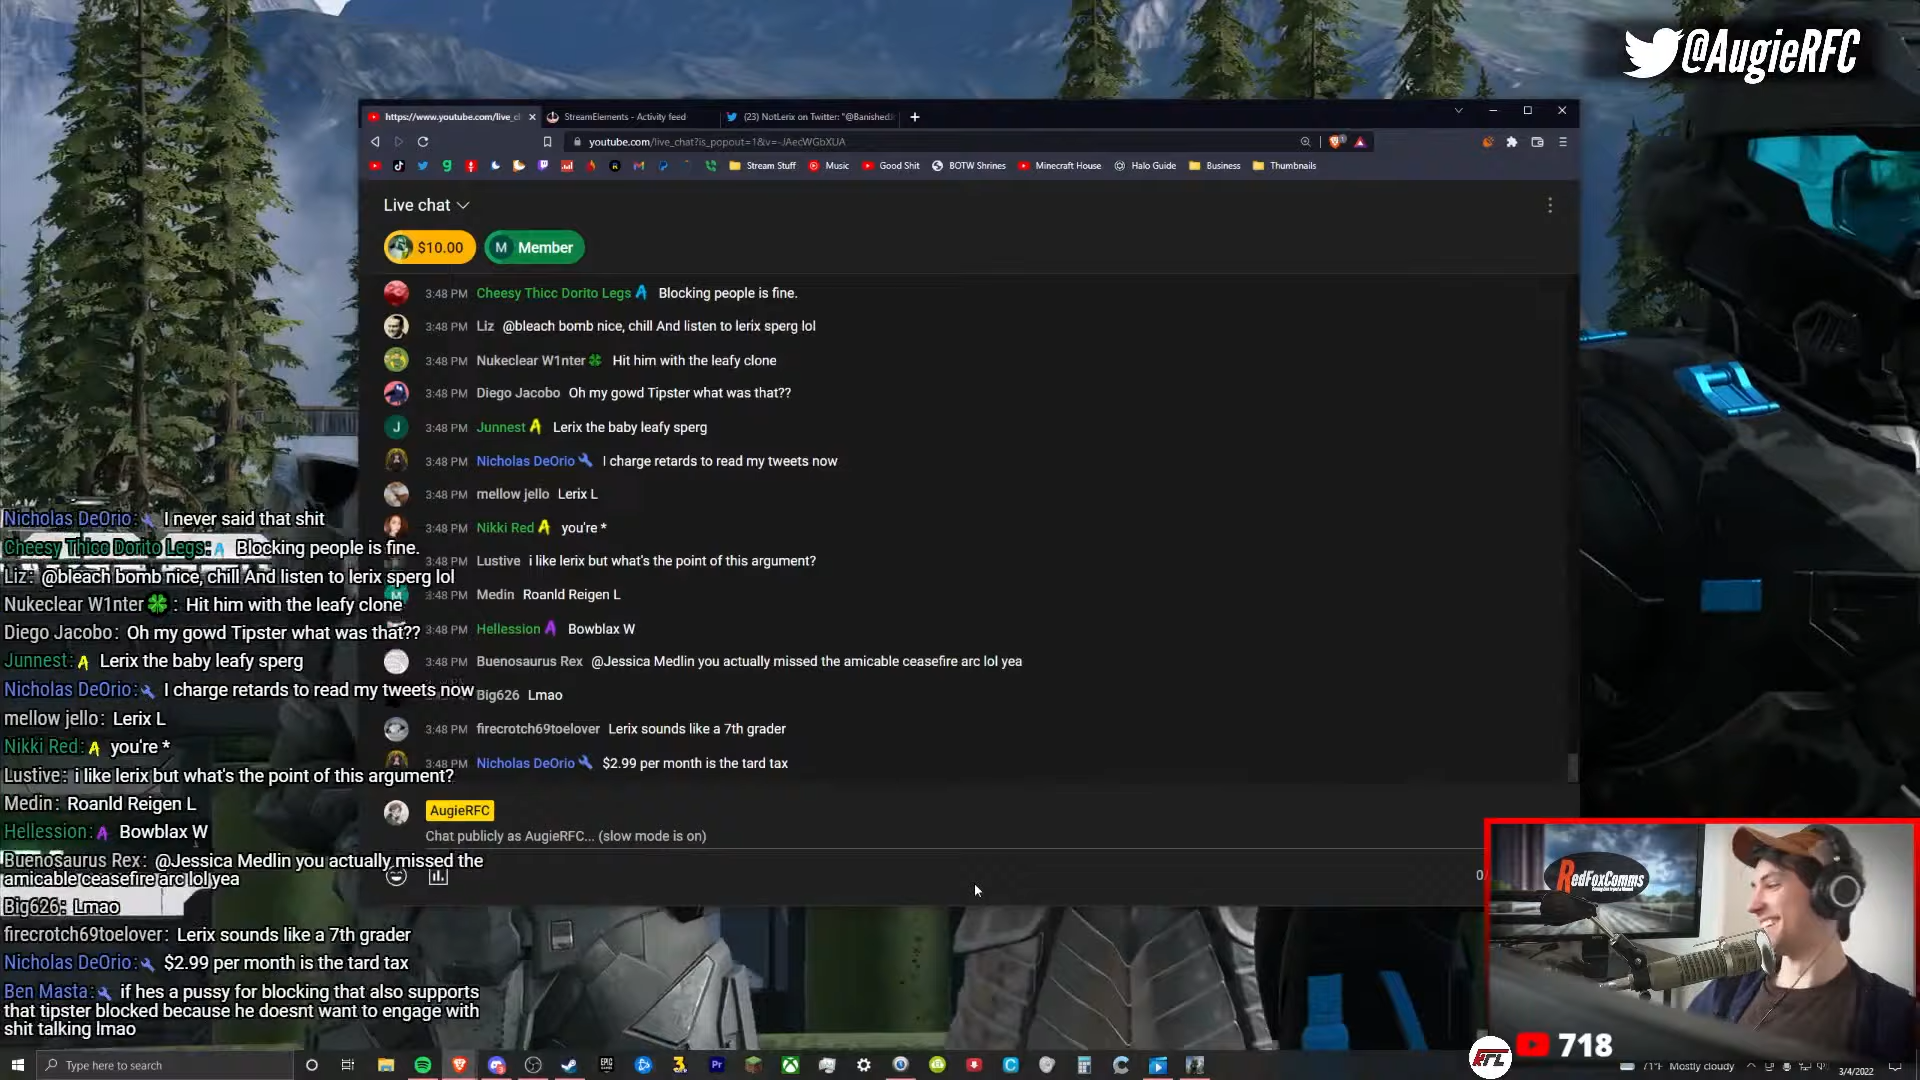 @AugieRFC
https://www.youtube.com/live_cl
StreamElements - Activity feed
(23) NotLerix on Twitter: "@BanishedJ
youtube.com/live_chat?is_popout=1&v=-JAecWGbXUA
Stream Stuff
Music
Good Shit
BOTW Shrines
Minecraft House
Halo Guide
Business
Thumbnails
Live chat
$10.00
M Member
3:48 PM Cheesy Thicc Dorito Legs Blocking people is fine.
3:48 PM Liz @bleach bomb nice, chill And listen to lerix sperg lol
3:48 PM Nukeclear W1nter Hit him with the leafy clone
3:48 PM Diego Jacobo Oh my gowd Tipster what was that??
J 3:48 PM Junnest A Lerix the baby leafy sperg
3:48 PM Nicholas DeOrio I charge retards to read my tweets now
3:48 PM mellow jello Lerix L
3:48 PM Nikki Red A you're *
3:48 PM Lustive i like lerix but what's the point of this argument?
M 3:48 PM Medin Roanld Reigen L
3:48 PM Hellession A Bowblax W
3:48 PM Buenosaurus Rex @Jessica Medlin you actually missed the amicable ceasefire arc lol yea
Big626 Lmao
3:48 PM firecrotch69toelover Lerix sounds like a 7th grader
3:48 PM Nicholas DeOrio $2.99 per month is the tard tax
AugieRFC
Chat publicly as AugieRFC... (slow mode is on)
0/
Nicholas DeOrio: I never said that shit
Cheesy Thicc Dorito Legs: Blocking people is fine.
Liz: @bleach bomb nice, chill And listen to lerix sperg lol
Nukeclear W1nter : Hit him with the leafy clone
Diego Jacobo: Oh my gowd Tipster what was that??
Junnest: A Lerix the baby leafy sperg
Nicholas DeOrio: I charge retards to read my tweets now
mellow jello: Lerix L
Nikki Red: A you're *
Lustive: i like lerix but what's the point of this argument?
Medin: Roanld Reigen L
Hellession: A Bowblax W
Buenosaurus Rex: @Jessica Medlin you actually missed the
amicable ceasefire arc lol yea
Big626: Lmao
firecrotch69toelover: Lerix sounds like a 7th grader
Nicholas DeOrio: $2.99 per month is the tard tax
Ben Masta: if hes a pussy for blocking that also supports
that tipster blocked because he doesnt want to engage with
shit talking lmao
RedFoxComms
718
Type here to search
71°F Mostly cloudy
3/4/2022